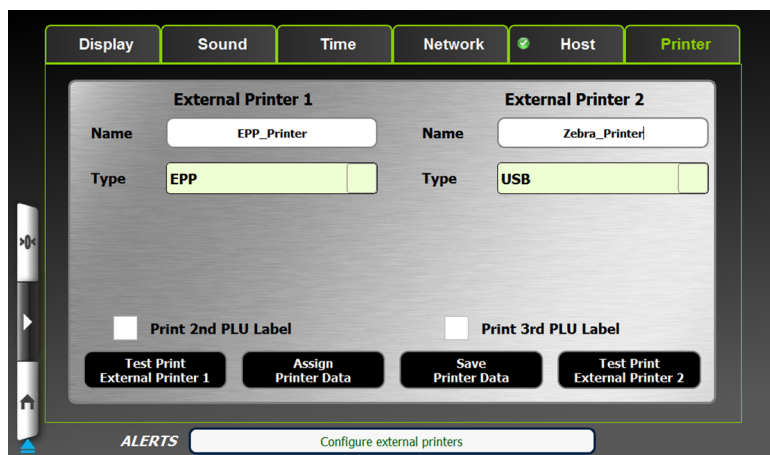 Display Sound Time Network Host Printer
External Printer 1 External Printer 2
Name EPP_Printer Name Zebra_Printer
Type EPP Type USB
>0<
Print 2nd PLU Label Print 3rd PLU Label
Test Print Assign Save Test Print
External Printer 1 Printer Data Printer Data External Printer 2
ALERTS Configure external printers